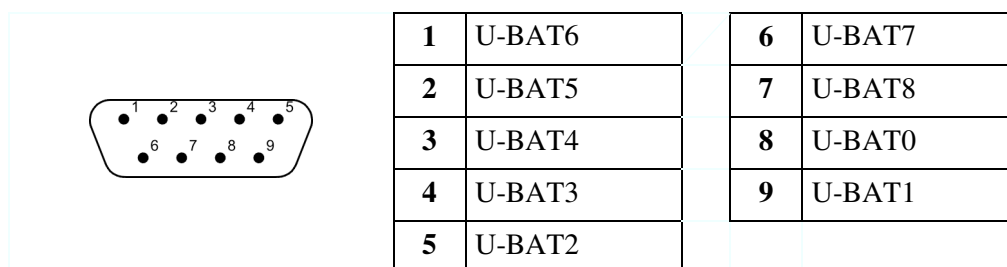 1 U-BAT6 6 U-BAT7
2 U-BAT5 7 U-BAT8
3 U-BAT4 8 U-BAT0
4 U-BAT3 9 U-BAT1
5 U-BAT2
1 2 3 4 5
6 7 8 9